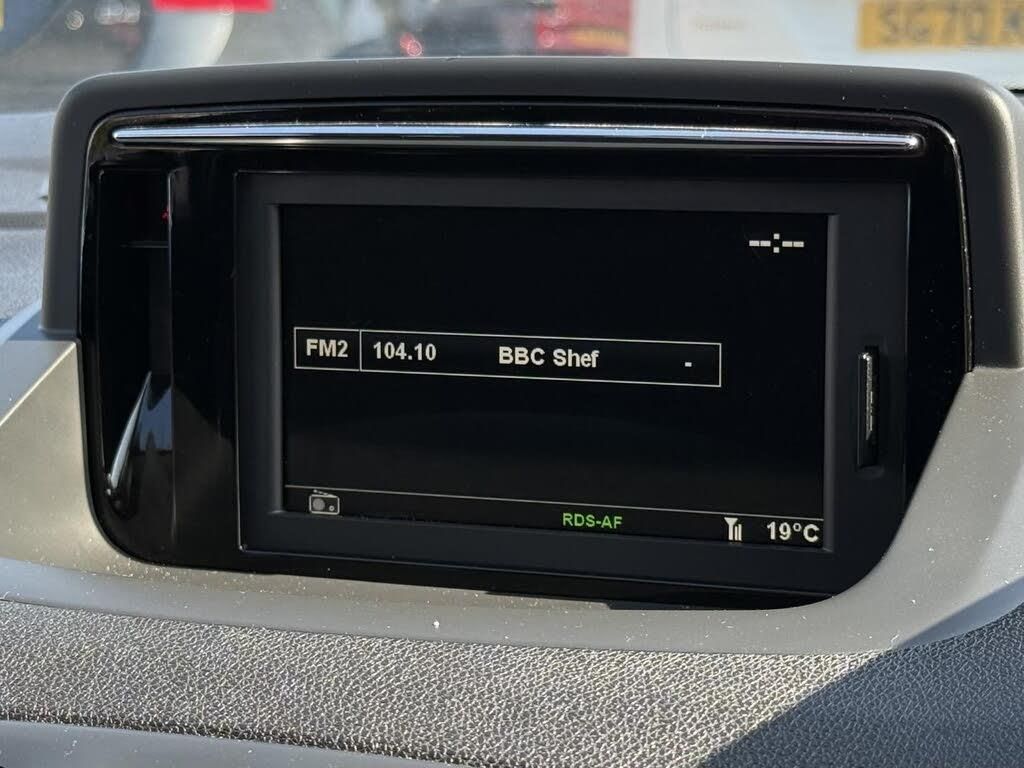 SG70
--:--
FM2 104.10 BBC Shef -
RDS-AF
19°C